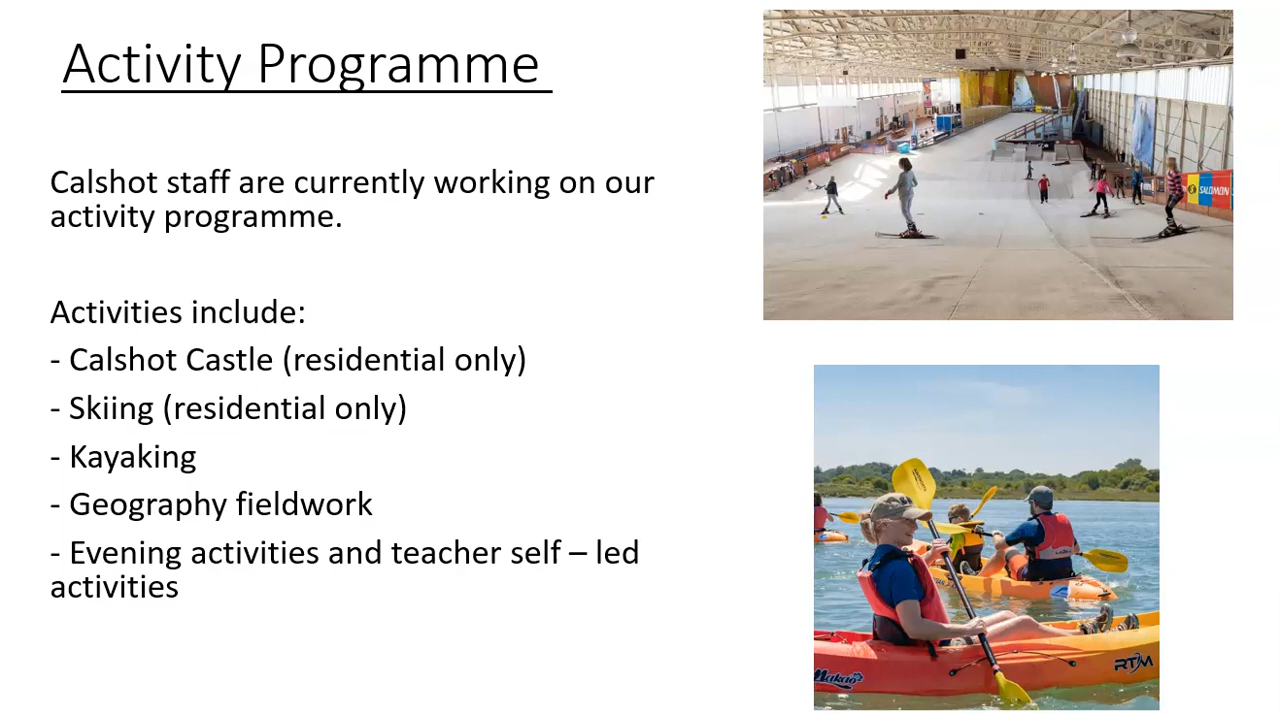 Activity Programme
Calshot staff are currently working on our
activity programme.
Activities include:
- Calshot Castle (residential only)
- Skiing (residential only)
- Kayaking
- Geography fieldwork
- Evening activities and teacher self – led
activities
SALOMON
Makao
RTM